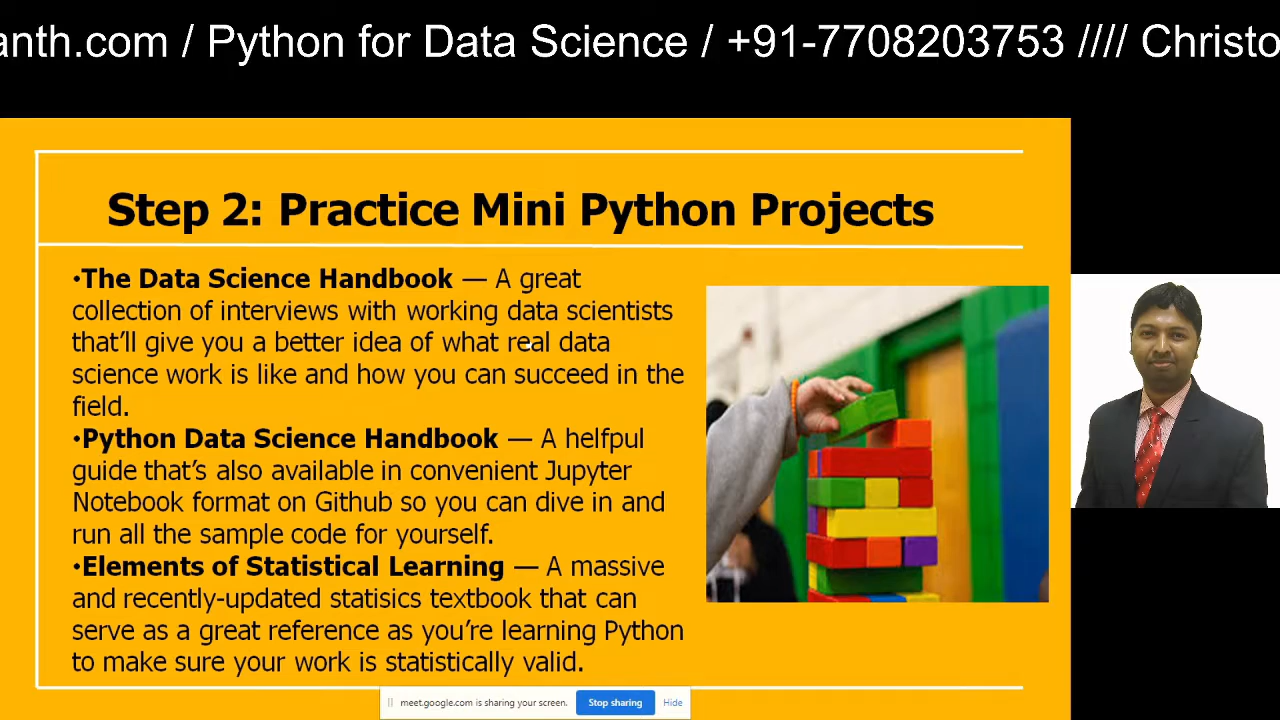 anth.com / Python for Data Science / +91-7708203753 //// Christo
Step 2: Practice Mini Python Projects
•The Data Science Handbook — A great
collection of interviews with working data scientists
that’ll give you a better idea of what real data
science work is like and how you can succeed in the
field.
•Python Data Science Handbook — A helfpul
guide that’s also available in convenient Jupyter
Notebook format on Github so you can dive in and
run all the sample code for yourself.
•Elements of Statistical Learning — A massive
and recently-updated statisics textbook that can
serve as a great reference as you’re learning Python
to make sure your work is statistically valid.
meet.google.com is sharing your screen. Stop sharing Hide